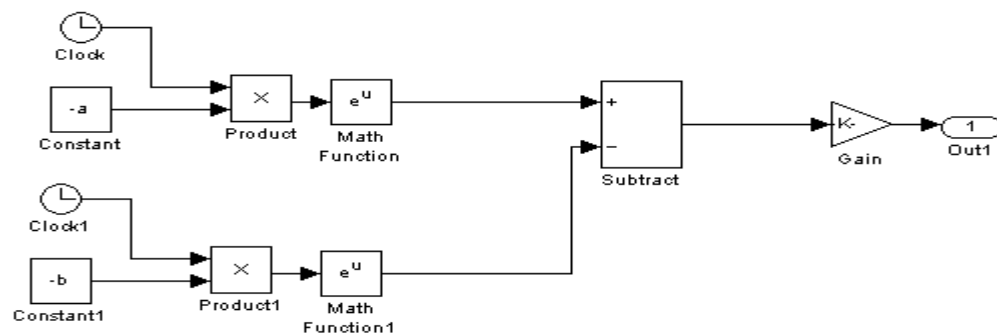 Clock
-a
Constant
×
Product
e^u
Math
Function
+
−
Subtract
-K-
Gain
1
Out1
Clock1
-b
Constant1
×
Product1
e^u
Math
Function1